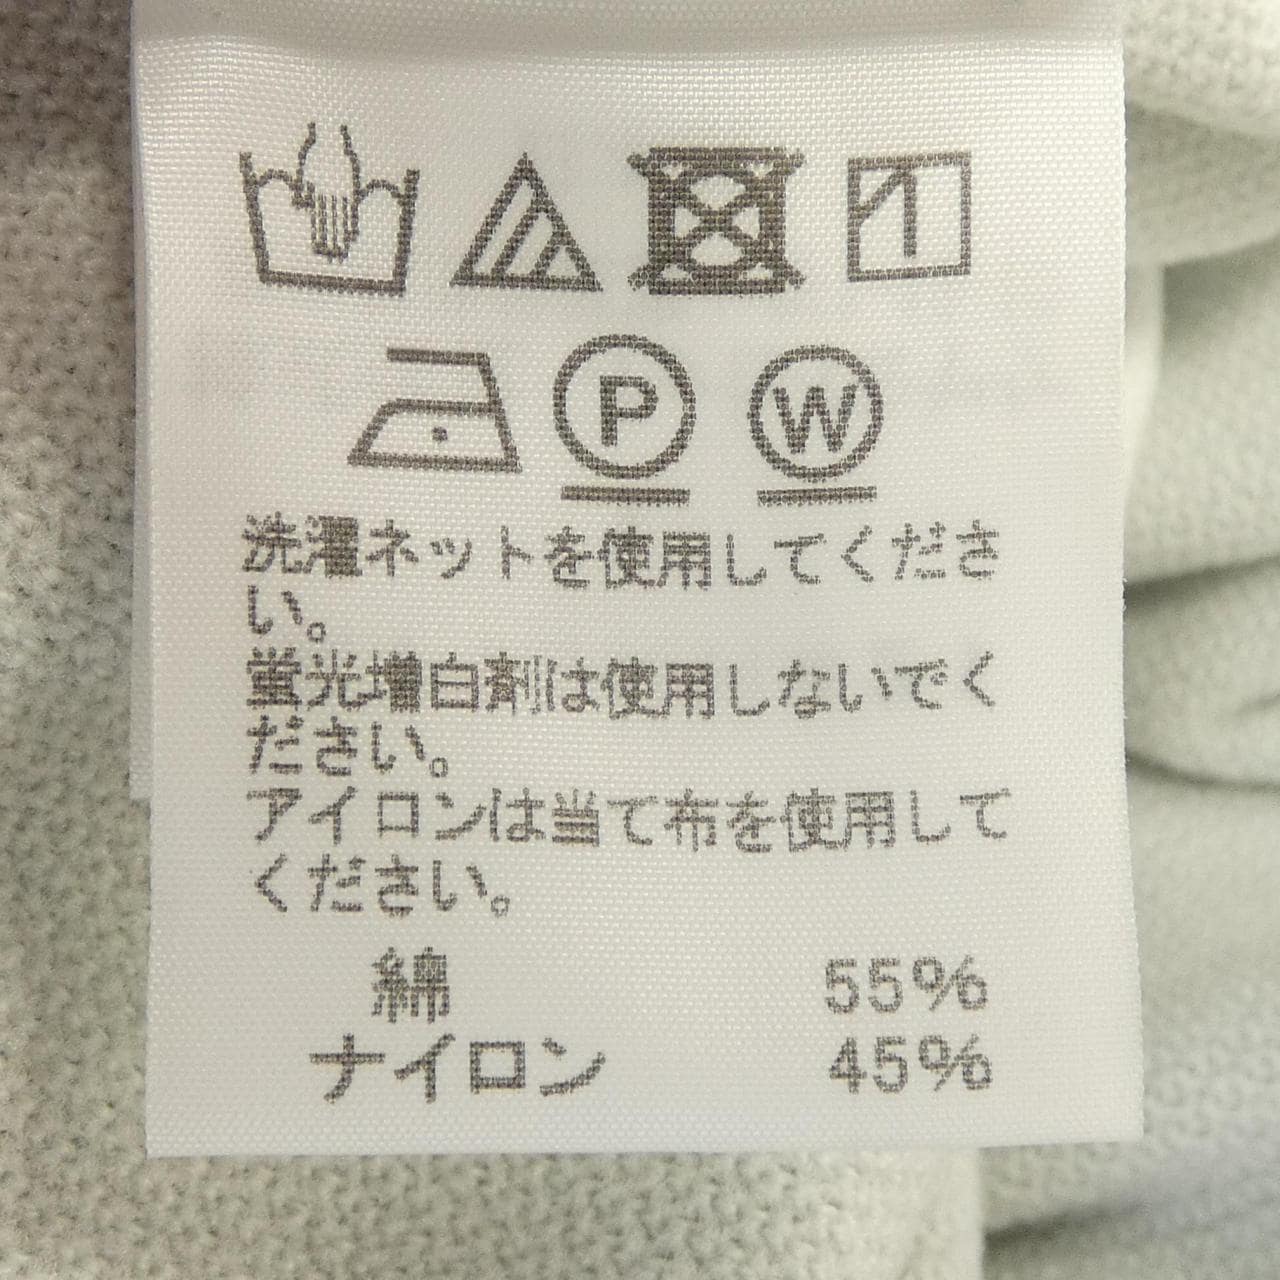 P W
洗濯ネットを使用してくださ
い。
蛍光増白剤は使用しないでく
ださい。
アイロンは当て布を使用して
ください。
綿 55%
ナイロン 45%